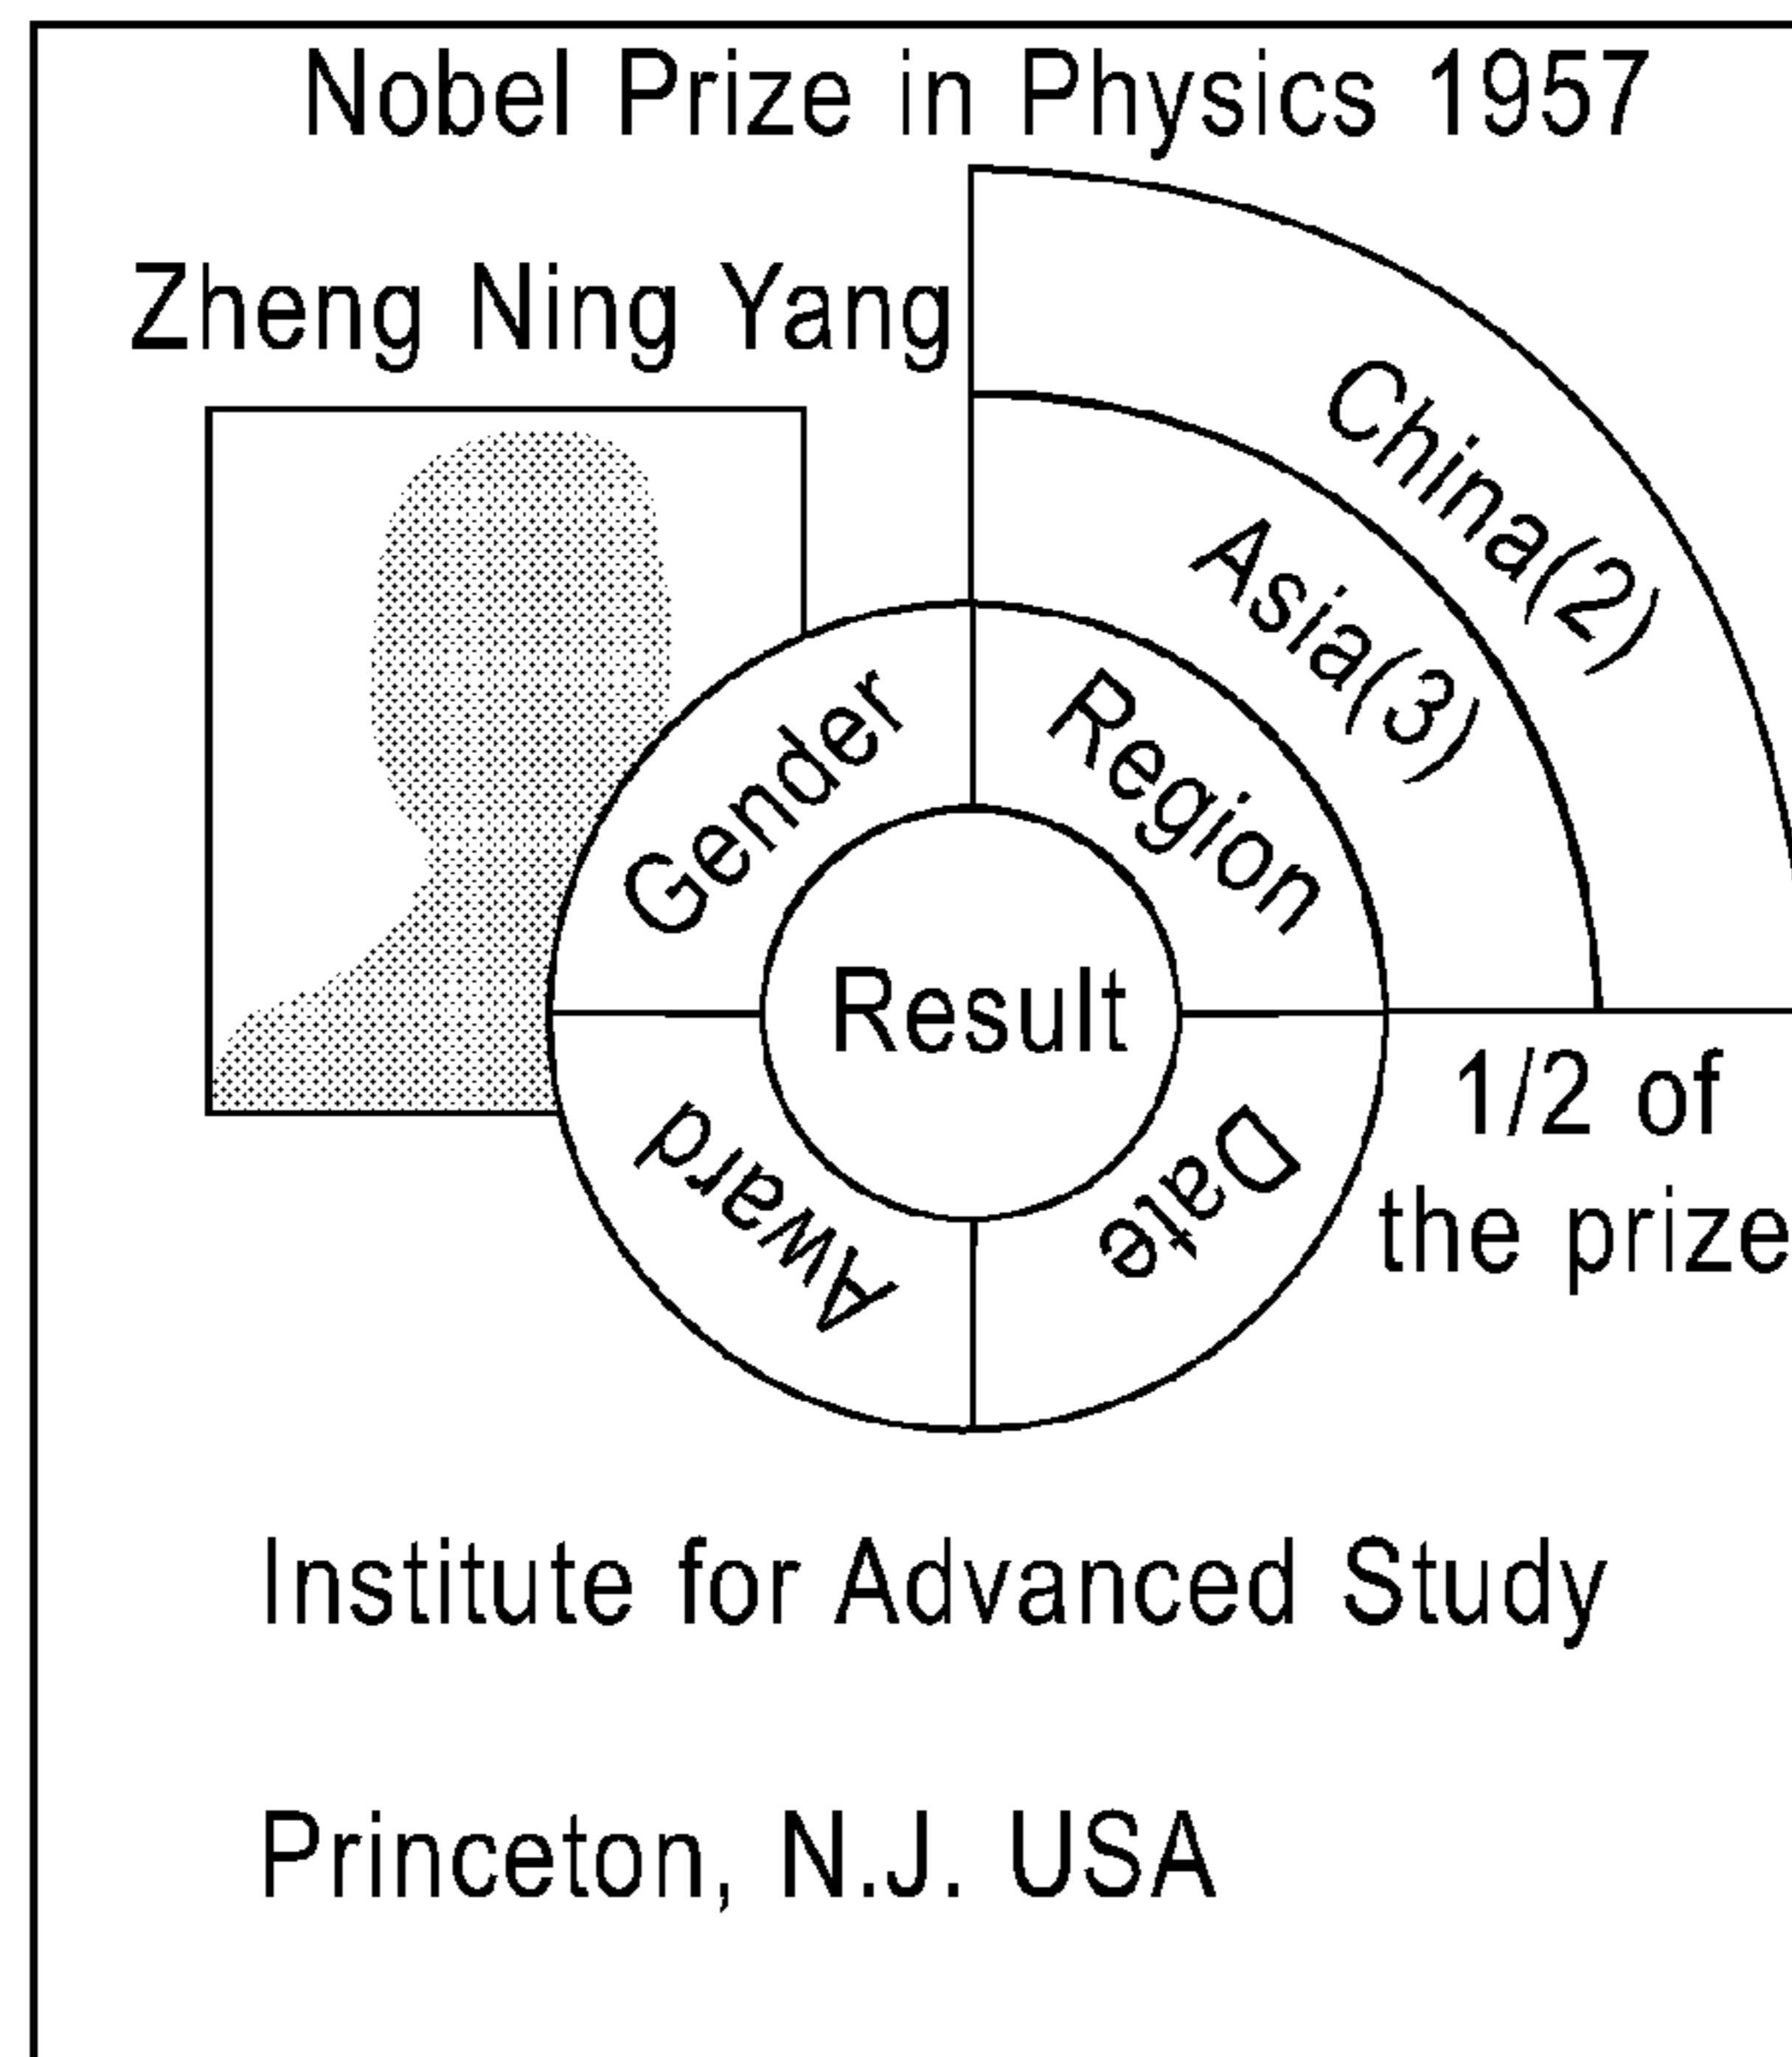 Nobel Prize in Physics 1957
Zheng Ning Yang
China(2)
Asia(3)
Gender
Region
Result
Award
Date
1/2 of
the prize
Institute for Advanced Study
Princeton, N.J. USA